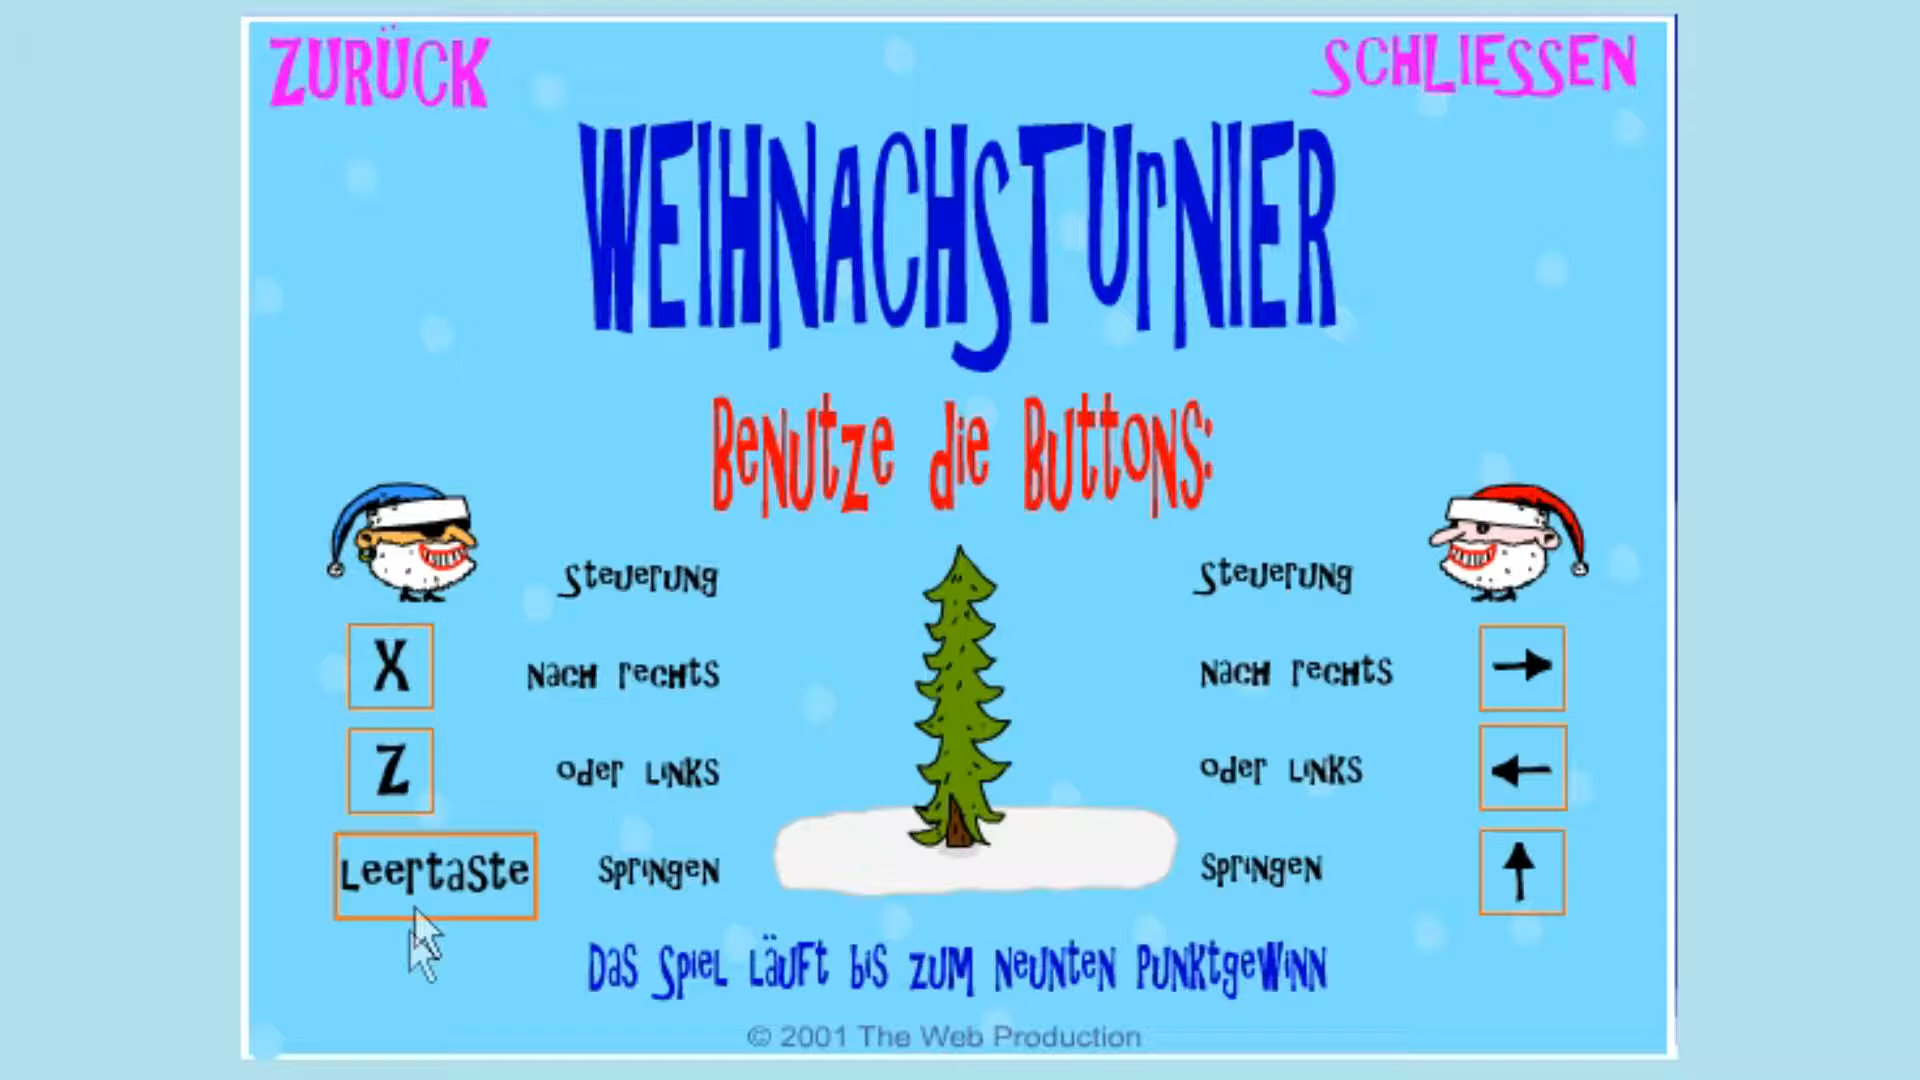 ZURÜCK
SCHLIESSEN
WEIHNACHSTURNIER
Benutze die Buttons:
Steuerung
Steuerung
X
Nach rechts
Nach rechts
Z
oder links
oder links
Leertaste
Springen
Springen
Das Spiel läuft bis zum neunten Punktgewinn
© 2001 The Web Production